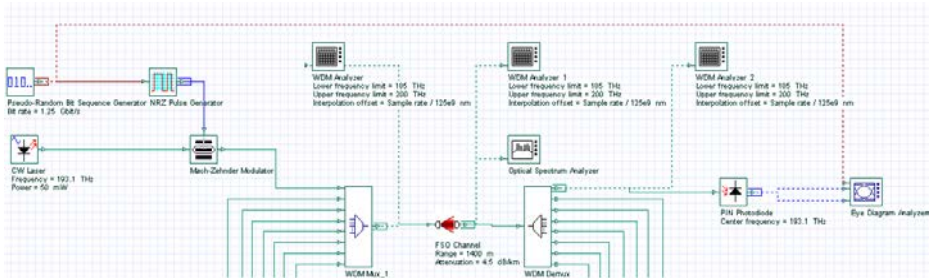 WDM Analyzer
Lower frequency limit = 185 THz
Upper frequency limit = 200 THz
Interpolation offset = Sample rate / 125e9 nm
WDM Analyzer 1
Lower frequency limit = 185 THz
Upper frequency limit = 200 THz
Interpolation offset = Sample rate / 125e9 nm
WDM Analyzer 2
Lower frequency limit = 185 THz
Upper frequency limit = 200 THz
Interpolation offset = Sample rate / 125e9 nm
010..
Pseudo-Random Bit Sequence Generator
Bit rate = 1.25 Gbit/s
NRZ Pulse Generator
CW Laser
Frequency = 193.1 THz
Power = 50 mW
Mach-Zehnder Modulator
Optical Spectrum Analyzer
PIN Photodiode
Center frequency = 193.1 THz
Eye Diagram Analyzer
FSO Channel
Range = 1400 m
Attenuation = 4.5 dB/km
WDM Mux_1
WDM Demux